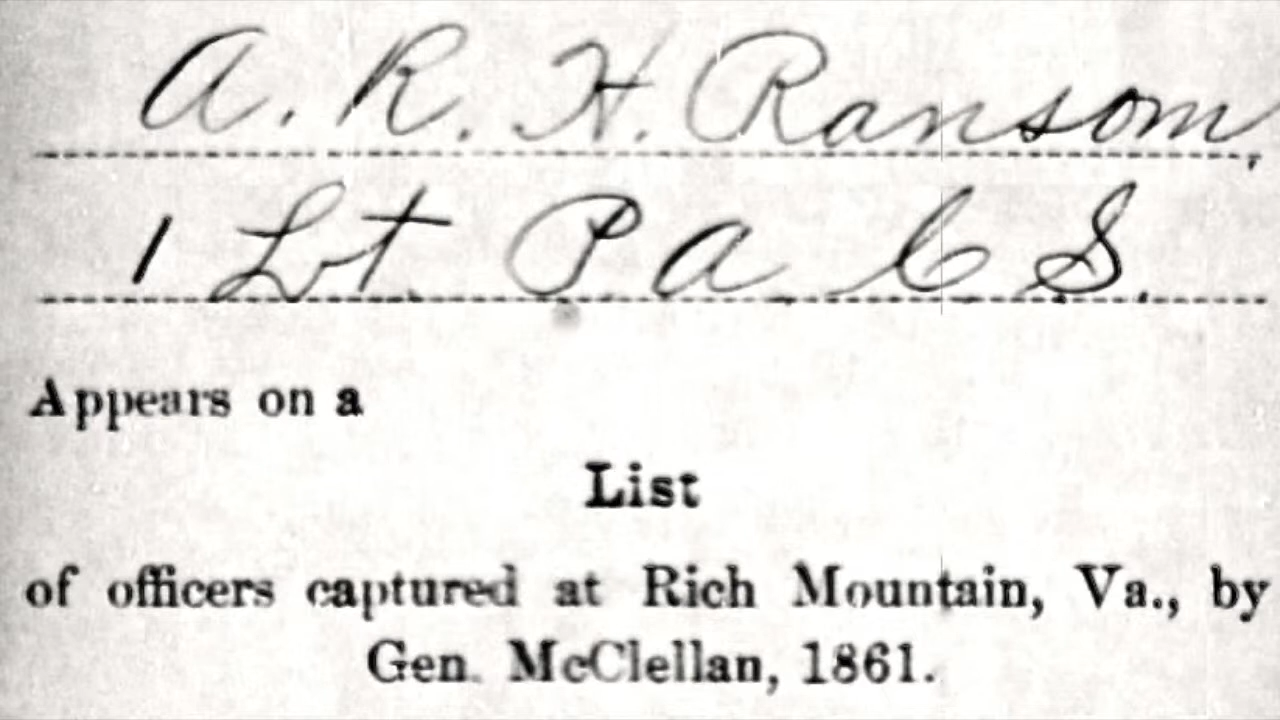 A. R. H. Ransom,
1 Lt. P. A. C. S.
Appears on a
List
of officers captured at Rich Mountain, Va., by
Gen. McClellan, 1861.